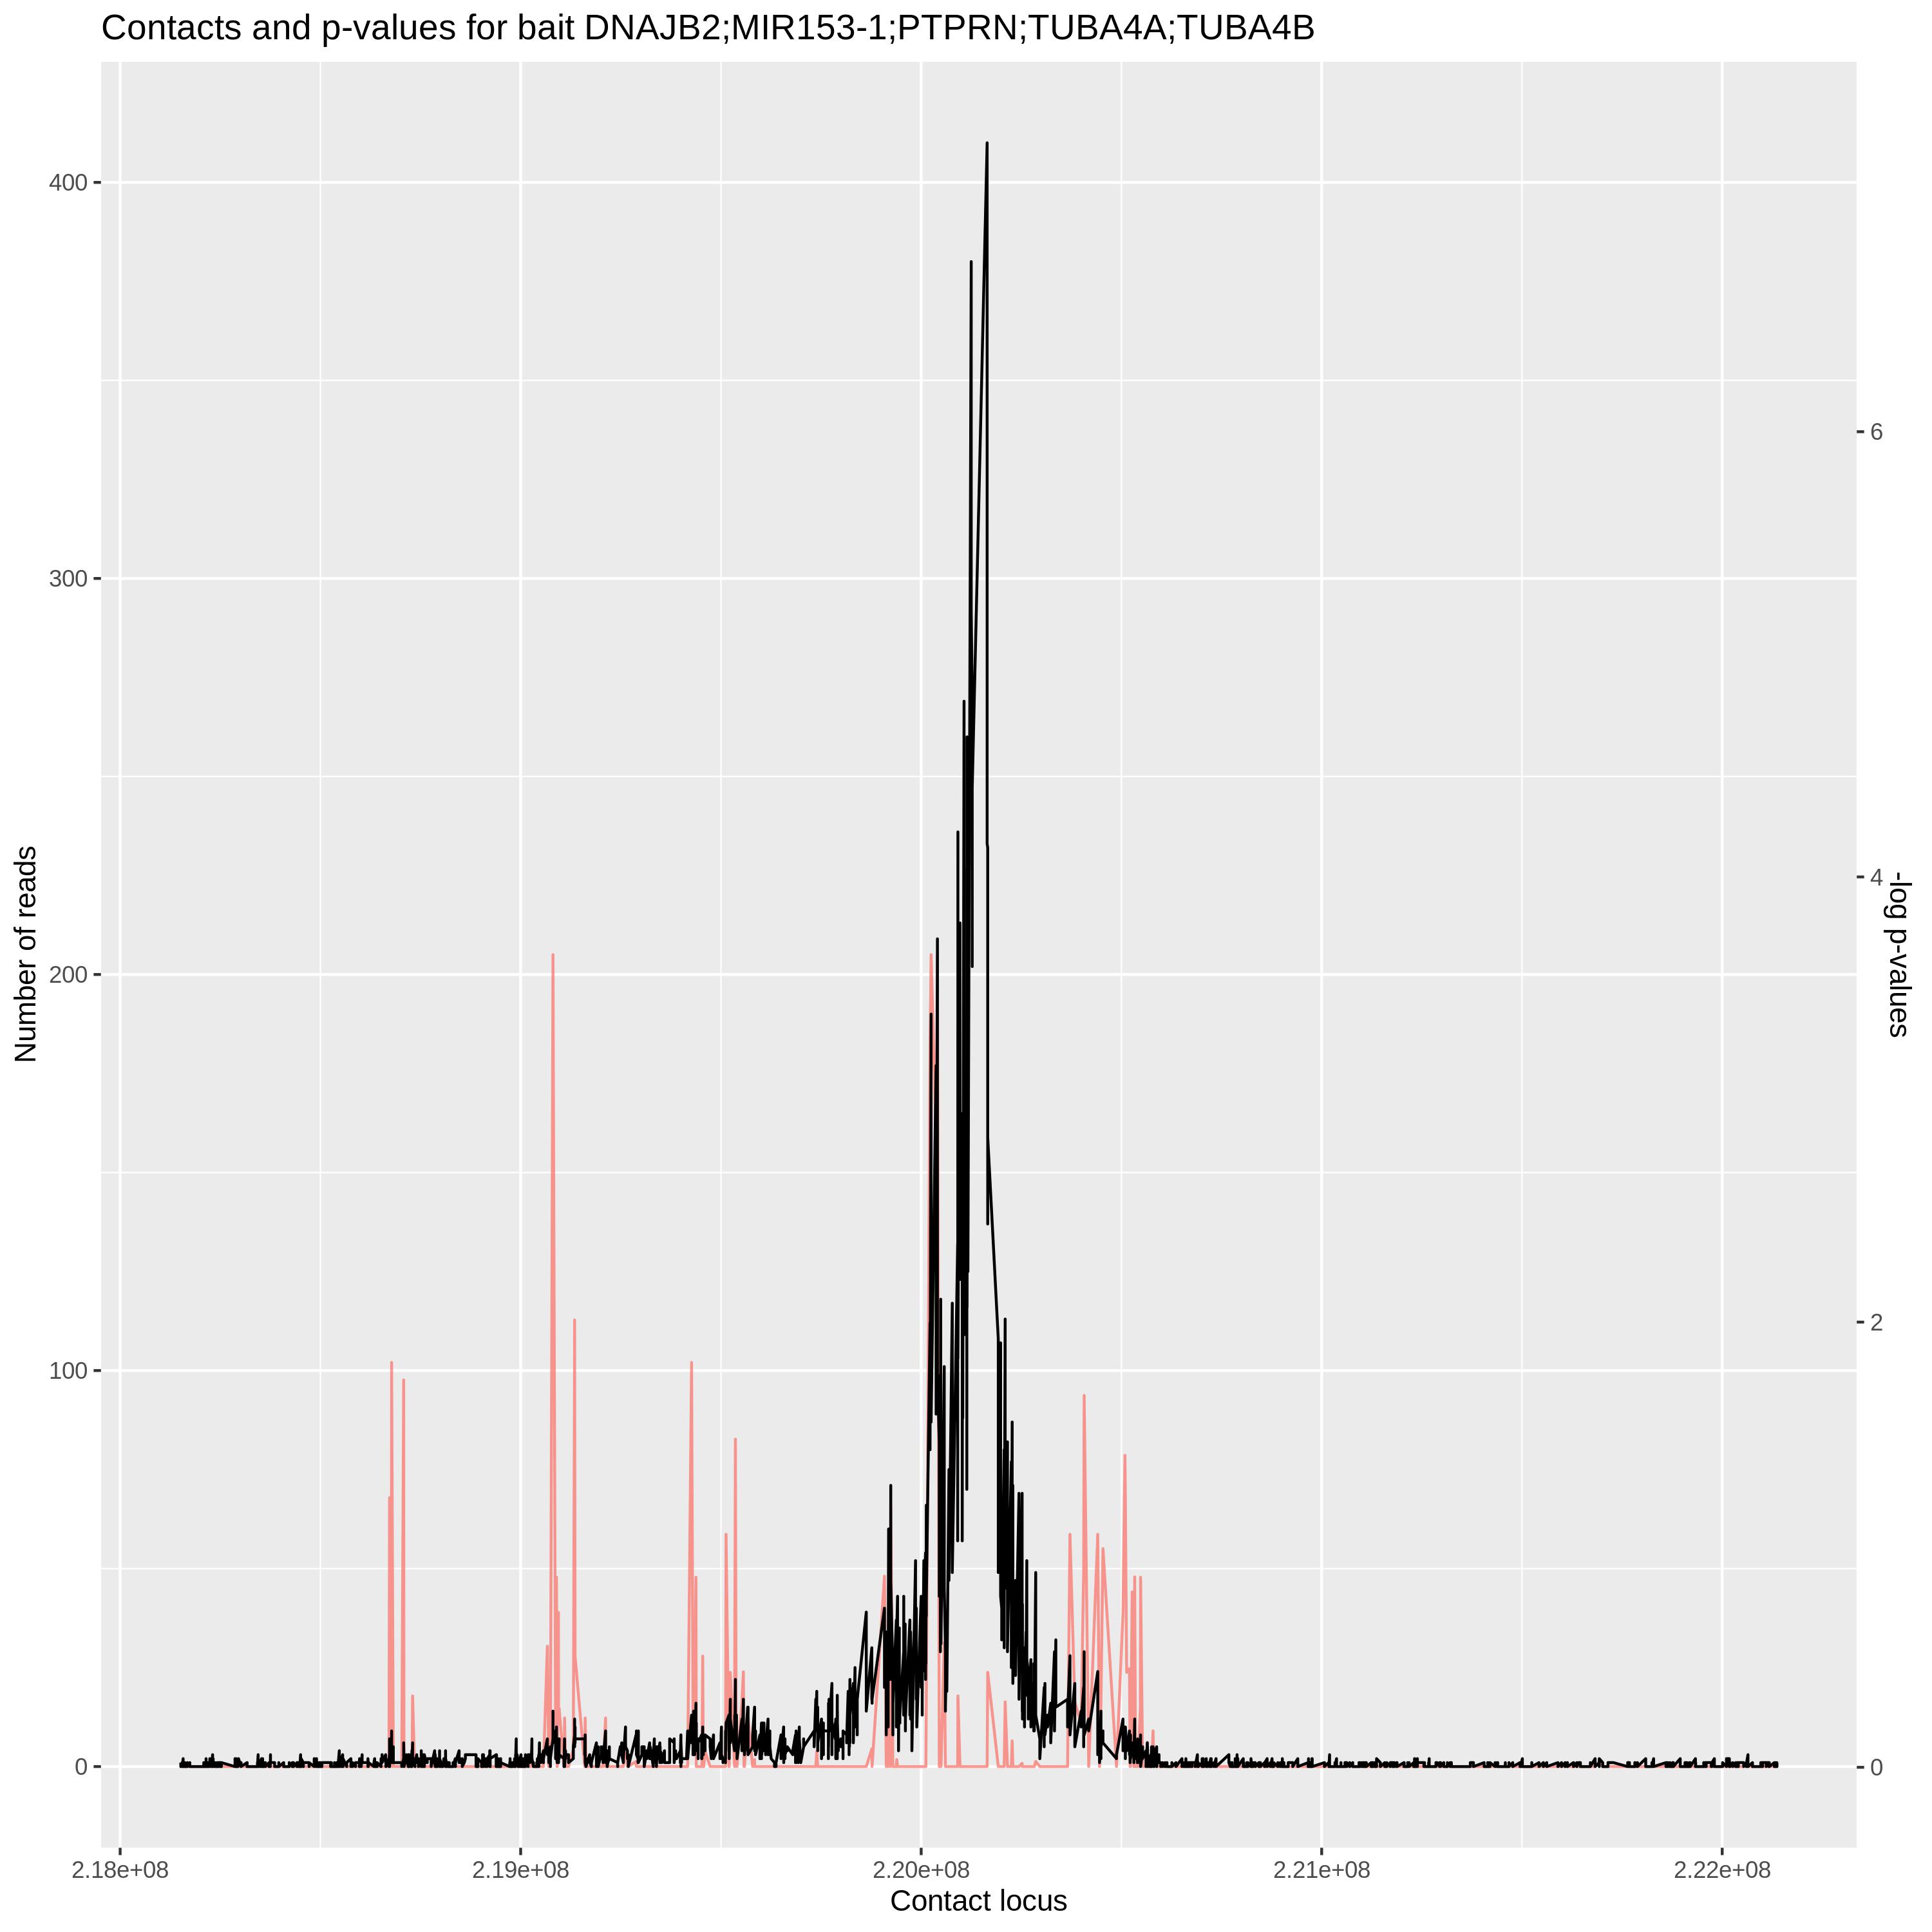 Contacts and p-values for bait DNAJB2;MIR153-1;PTPRN;TUBA4A;TUBA4B
400
300
200
100
0
Number of reads
6
4
2
0
-log p-values
2.18e+08
2.19e+08
2.20e+08
2.21e+08
2.22e+08
Contact locus